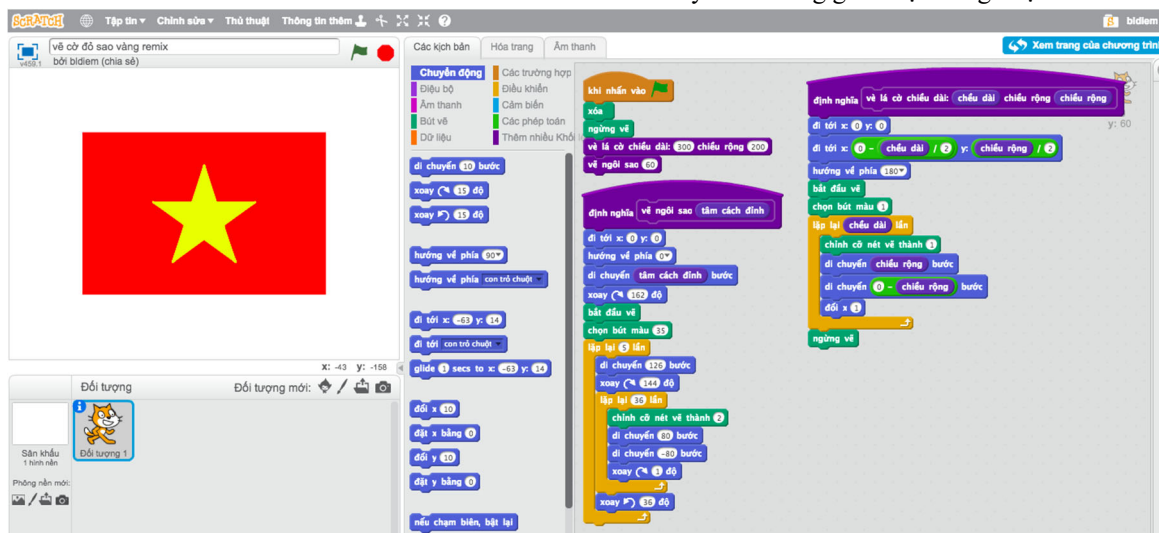 SCRATCH Tập tin Chỉnh sửa Thủ thuật Thông tin thêm bldiem
v459.1 vẽ cờ đỏ sao vàng remix
bởi bldiem (chia sẻ)
Các kịch bản Hóa trang Âm thanh
Xem trang của chương trìn
Chuyển động Các trường hợp
Điệu bộ Điều khiển
Âm thanh Cảm biến
Bút vẽ Các phép toán
Dữ liệu Thêm nhiều Khối l
di chuyển 10 bước
xoay 15 độ
xoay 15 độ
hướng về phía 90
hướng về phía con trỏ chuột
đi tới x: -63 y: 14
đi tới con trỏ chuột
glide 1 secs to x: -63 y: 14
đổi x 10
đặt x bằng 0
đổi y 10
đặt y bằng 0
nếu chạm biên, bật lại
khi nhấn vào
xóa
ngừng vẽ
vè lá cờ chiều dài: 300 chiều rộng 200
vẽ ngôi sao 60
định nghĩa vẽ ngôi sao tâm cách đỉnh
đi tới x: 0 y: 0
hướng về phía 0
di chuyển tâm cách đỉnh bước
xoay 162 độ
bắt đầu vẽ
chọn bút màu 35
lặp lại 5 lần
di chuyển 126 bước
xoay 144 độ
lặp lại 36 lần
chỉnh cỡ nét vẽ thành 2
di chuyển 80 bước
di chuyển -80 bước
xoay 1 độ
xoay 36 độ
định nghĩa vè lá cờ chiều dài: chều dài chiều rộng chiều rộng
đi tới x: 0 y: 0
đi tới x: 0 - chều dài / 2 y: chiều rộng / 2
hướng về phía 180
bắt đầu vẽ
chọn bút màu 1
lặp lại chều dài lần
chỉnh cỡ nét vẽ thành 1
di chuyển chiều rộng bước
di chuyển 0 - chiều rộng bước
đổi x 1
ngừng vẽ
y: 60
x: -43 y: -158
Đối tượng Đối tượng mới:
Sân khấu
1 hình nền
Đối tượng 1
Phông nền mới: